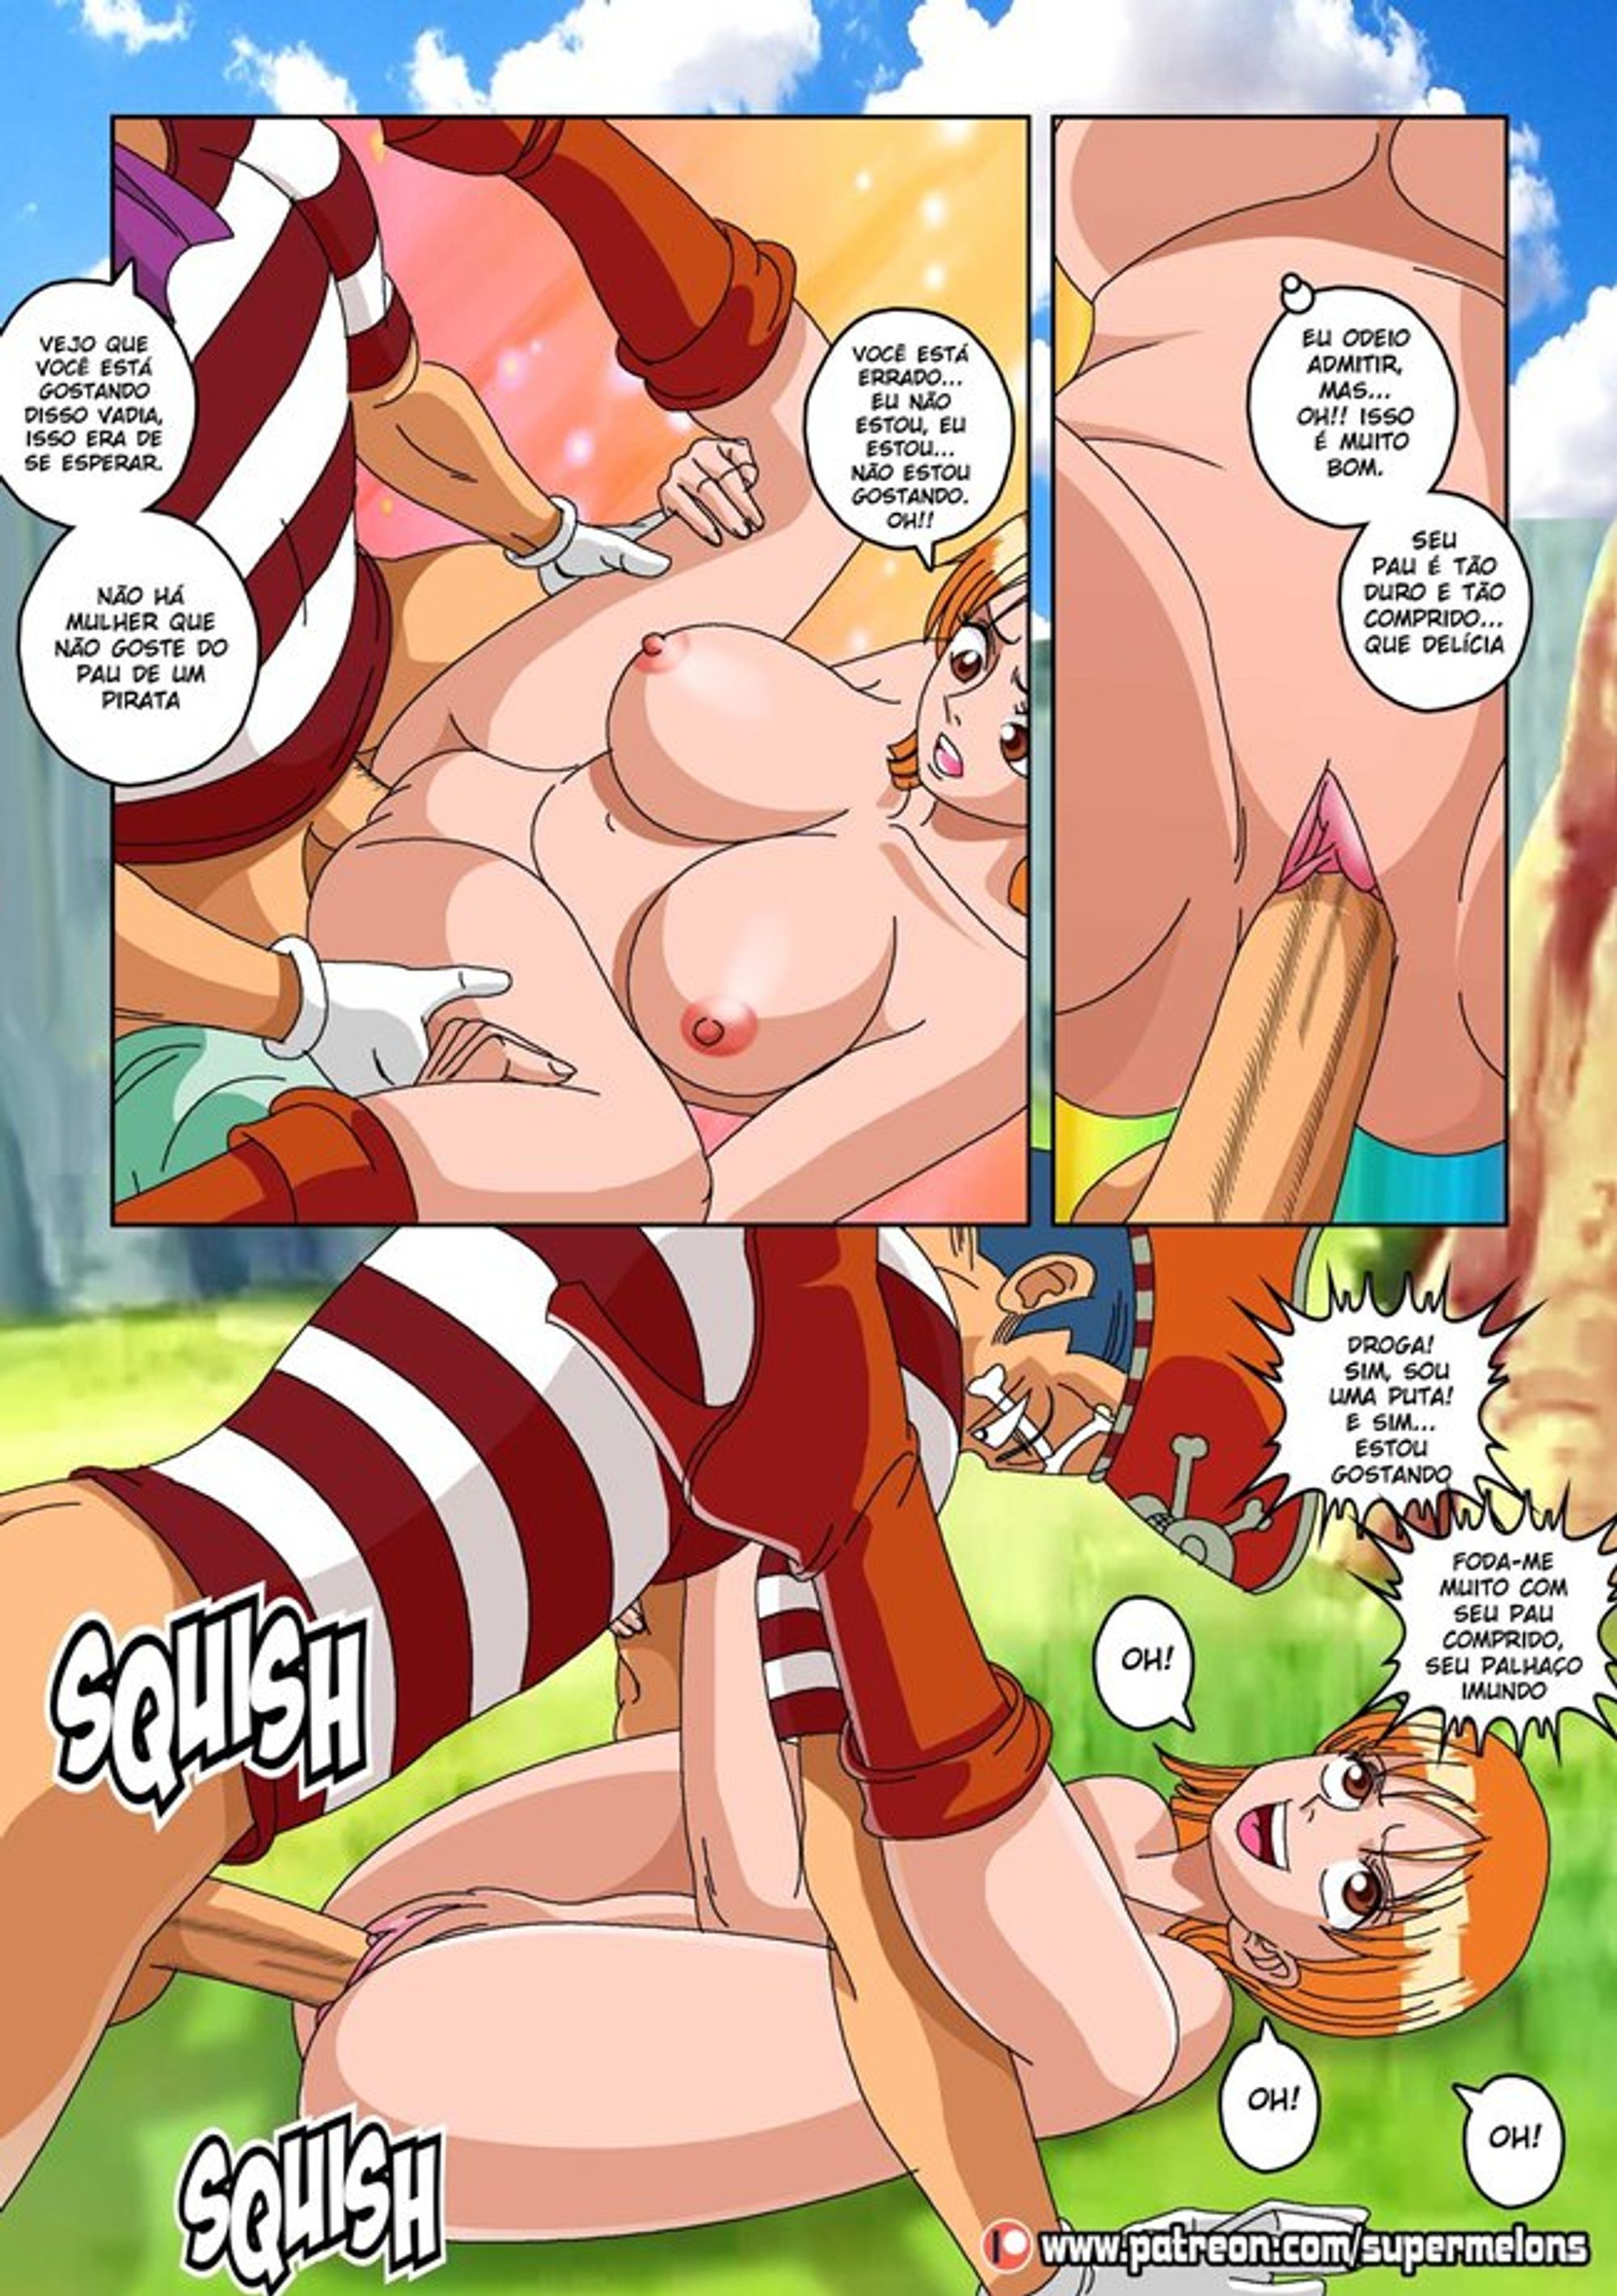 VEJO QUE
VOCÊ ESTÁ
GOSTANDO
DISSO VADIA,
ISSO ERA DE
SE ESPERAR.
NÃO HÁ
MULHER QUE
NÃO GOSTE DO
PAU DE UM
PIRATA
VOCÊ ESTÁ
ERRADO...
EU NÃO
ESTOU, EU
ESTOU...
NÃO ESTOU
GOSTANDO.
OH!!
EU ODEIO
ADMITIR,
MAS...
OH!! ISSO
É MUITO
BOM.
SEU
PAU É TÃO
DURO E TÃO
COMPRIDO...
QUE DELÍCIA
DROGA!
SIM, SOU
UMA PUTA!
E SIM...
ESTOU
GOSTANDO
FODA-ME
MUITO COM
SEU PAU
COMPRIDO,
SEU PALHAÇO
IMUNDO
OH!
SQUISH
OH!
OH!
SQUISH
www.patreon.com/supermelons